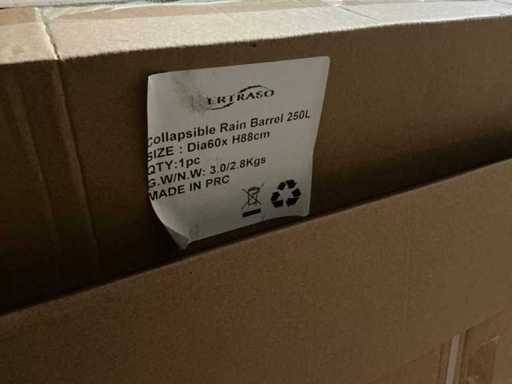 ERTRASO
Collapsible Rain Barrel 250L
SIZE : Dia60x H88cm
QTY:1pc
G.W/N.W: 3.0/2.8Kgs
MADE IN PRC